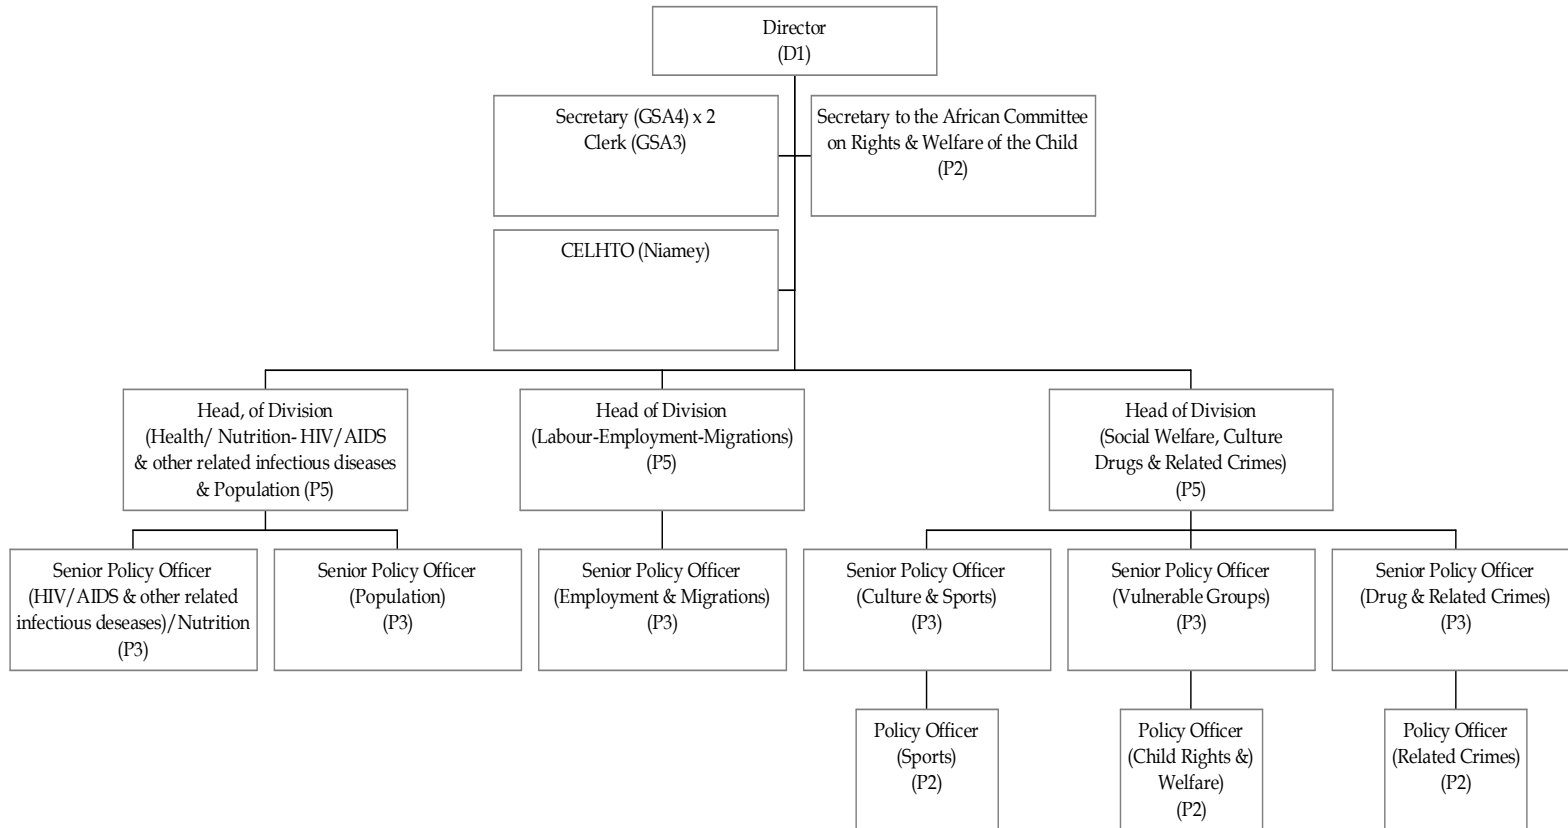 Director
(D1)
Secretary (GSA4) x 2
Clerk (GSA3)
Secretary to the African Committee
on Rights & Welfare of the Child
(P2)
CELHTO (Niamey)
Head, of Division
(Health/ Nutrition- HIV/AIDS
& other related infectious diseases
& Population (P5)
Head of Division
(Labour-Employment-Migrations)
(P5)
Head of Division
(Social Welfare, Culture
Drugs & Related Crimes)
(P5)
Senior Policy Officer
(HIV/AIDS & other related
infectious deseases)/Nutrition
(P3)
Senior Policy Officer
(Population)
(P3)
Senior Policy Officer
(Employment & Migrations)
(P3)
Senior Policy Officer
(Culture & Sports)
(P3)
Senior Policy Officer
(Vulnerable Groups)
(P3)
Senior Policy Officer
(Drug & Related Crimes)
(P3)
Policy Officer
(Sports)
(P2)
Policy Officer
(Child Rights &)
Welfare)
(P2)
Policy Officer
(Related Crimes)
(P2)